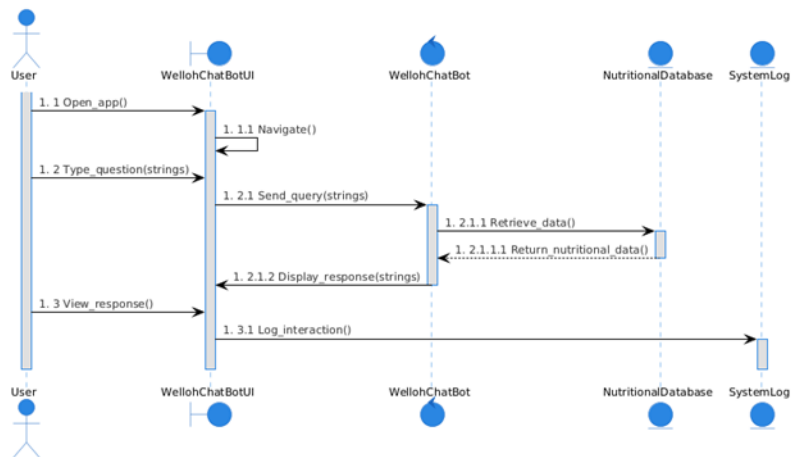 User WellohChatBotUI WellohChatBot NutritionalDatabase SystemLog
1. 1 Open_app()
1. 1.1 Navigate()
1. 2 Type_question(strings)
1. 2.1 Send_query(strings)
1. 2.1.1 Retrieve_data()
1. 2.1.1.1 Return_nutritional_data()
1. 2.1.2 Display_response(strings)
1. 3 View_response()
1. 3.1 Log_interaction()
User WellohChatBotUI WellohChatBot NutritionalDatabase SystemLog